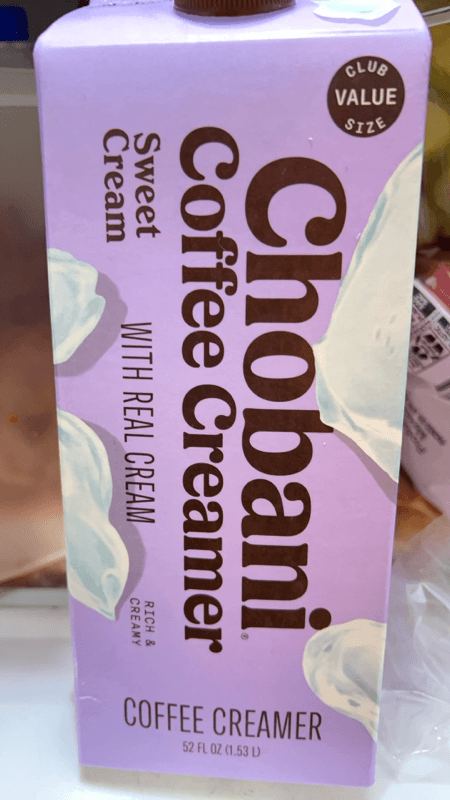 CLUB
VALUE
SIZE
Chobani®
Coffee Creamer
Sweet
Cream
WITH REAL CREAM
RICH &
CREAMY
COFFEE CREAMER
52 FL OZ (1.53 L)